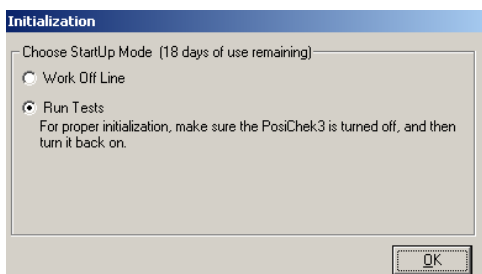 Initialization
Choose StartUp Mode (18 days of use remaining)
Work Off Line
Run Tests
For proper initialization, make sure the PosiChek3 is turned off, and then
turn it back on.
OK